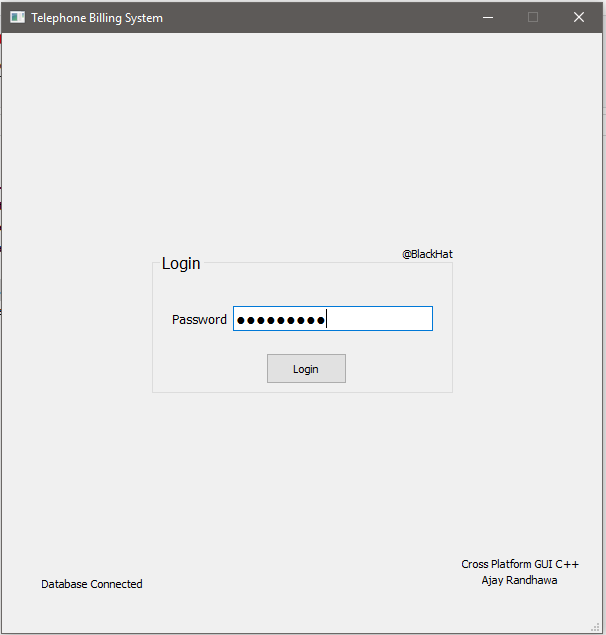 Telephone Billing System
@BlackHat
Login
Password
Login
Cross Platform GUI C++
Ajay Randhawa
Database Connected